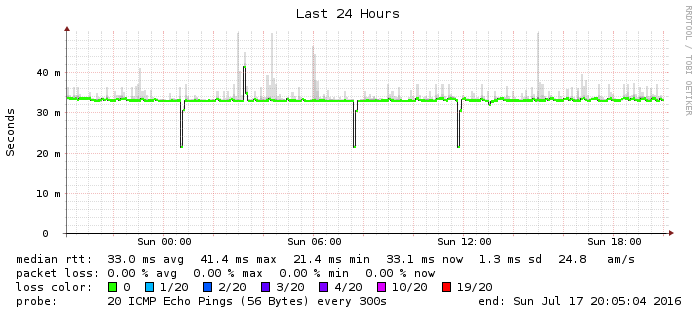 Last 24 Hours
RRDTOOL / TOBI OETIKER
Seconds
40 m
30 m
20 m
10 m
0
Sun 00:00 Sun 06:00 Sun 12:00 Sun 18:00
median rtt: 33.0 ms avg 41.4 ms max 21.4 ms min 33.1 ms now 1.3 ms sd 24.8 am/s
packet loss: 0.00 % avg 0.00 % max 0.00 % min 0.00 % now
loss color: 0 1/20 2/20 3/20 4/20 10/20 19/20
probe: 20 ICMP Echo Pings (56 Bytes) every 300s end: Sun Jul 17 20:05:04 2016